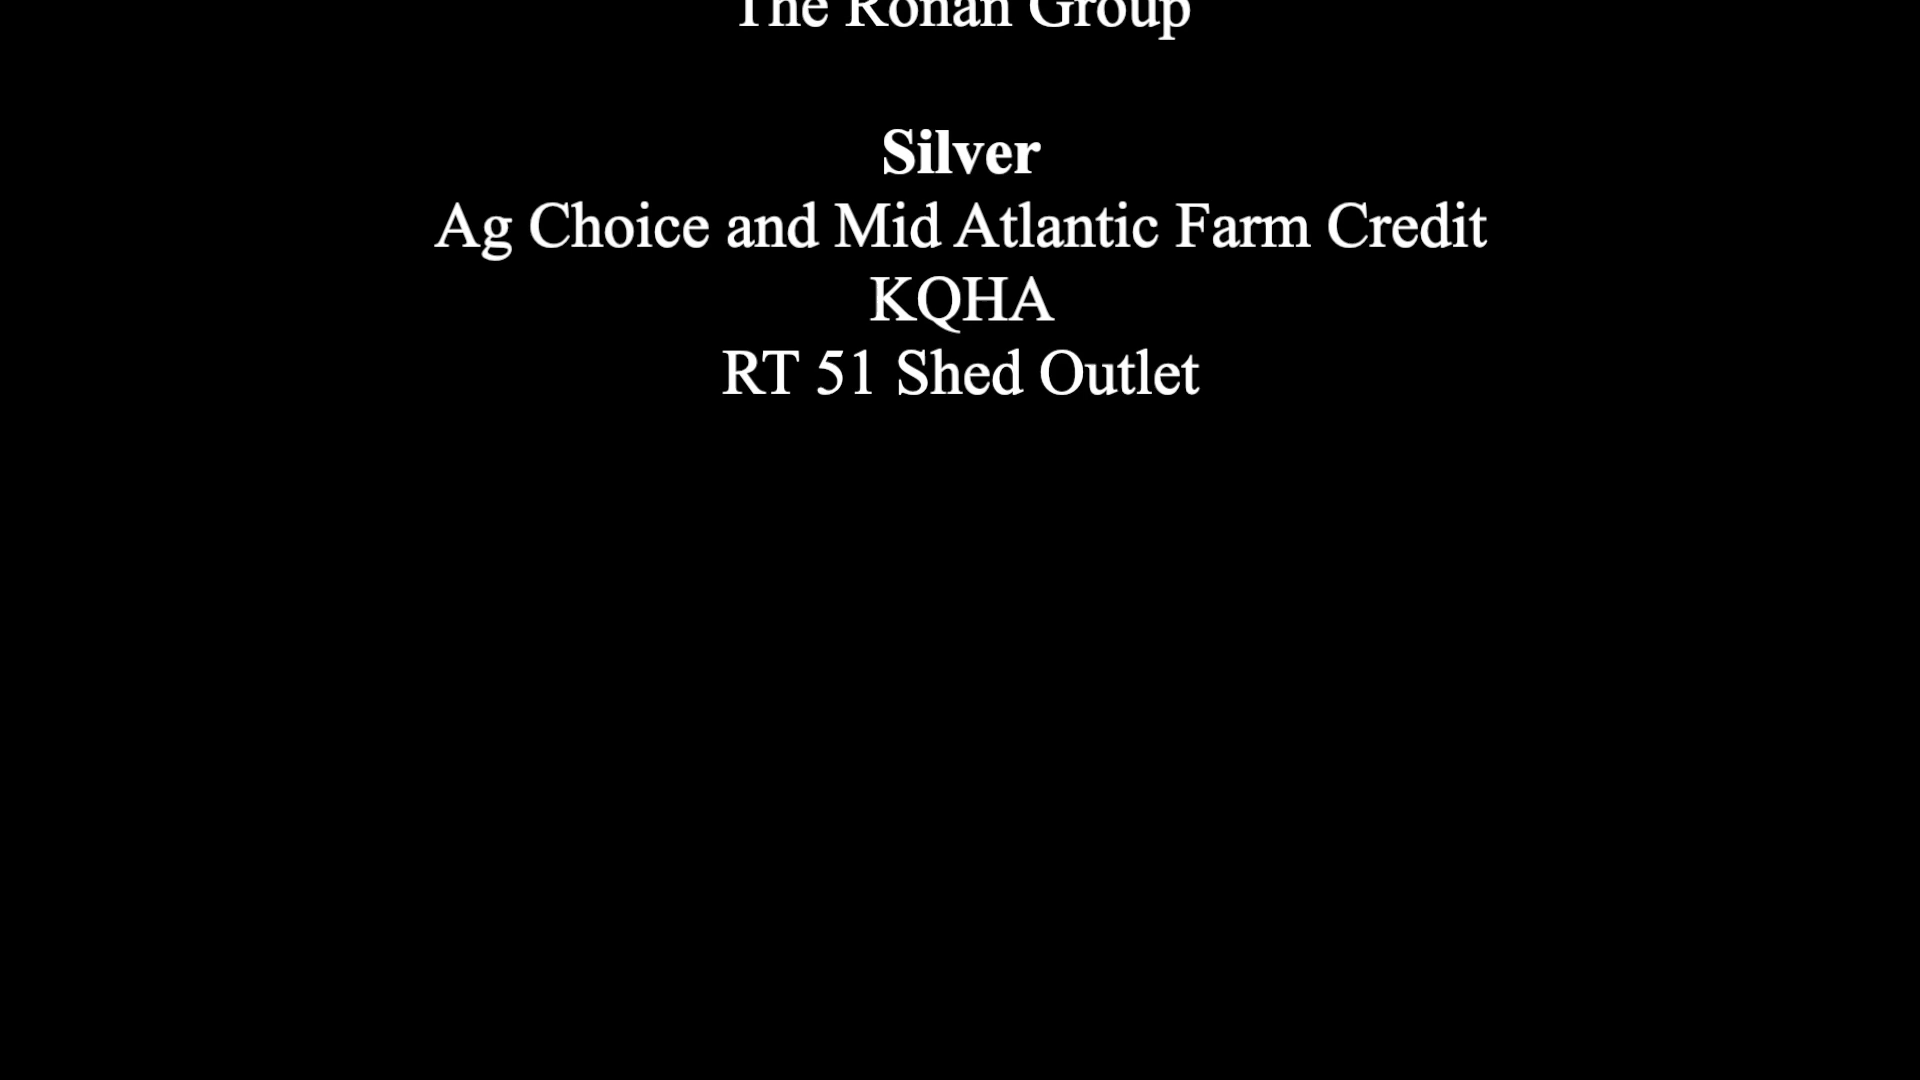 The Ronan Group
Silver
Ag Choice and Mid Atlantic Farm Credit
KQHA
RT 51 Shed Outlet